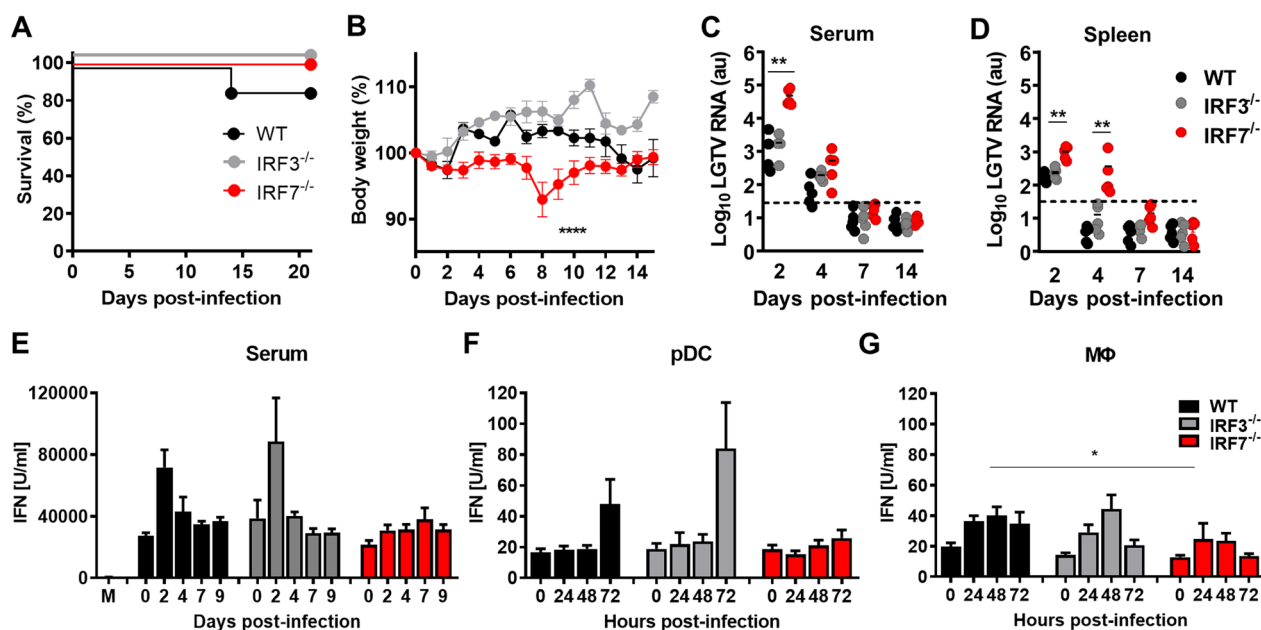 A
Survival (%)
100
80
60
40
20
0
WT
IRF3-/-
IRF7-/-
0 5 10 15 20
Days post-infection
B
Body weight (%)
110
100
90
****
0 2 4 6 8 10 12 14
Days post-infection
C
Serum
Log10 LGTV RNA (au)
6
5
4
3
2
1
0
**
2 4 7 14
Days post-infection
D
Spleen
Log10 LGTV RNA (au)
6
5
4
3
2
1
0
** **
2 4 7 14
Days post-infection
WT
IRF3-/-
IRF7-/-
E
Serum
IFN [U/ml]
120000
80000
40000
0
M 0 2 4 7 9 0 2 4 7 9 0 2 4 7 9
Days post-infection
F
pDC
IFN [U/ml]
120
100
80
60
40
20
0
0 24 48 72 0 24 48 72 0 24 48 72
Hours post-infection
G
MΦ
IFN [U/ml]
120
100
80
60
40
20
0
WT
IRF3-/-
IRF7-/-
*
0 24 48 72 0 24 48 72 0 24 48 72
Hours post-infection